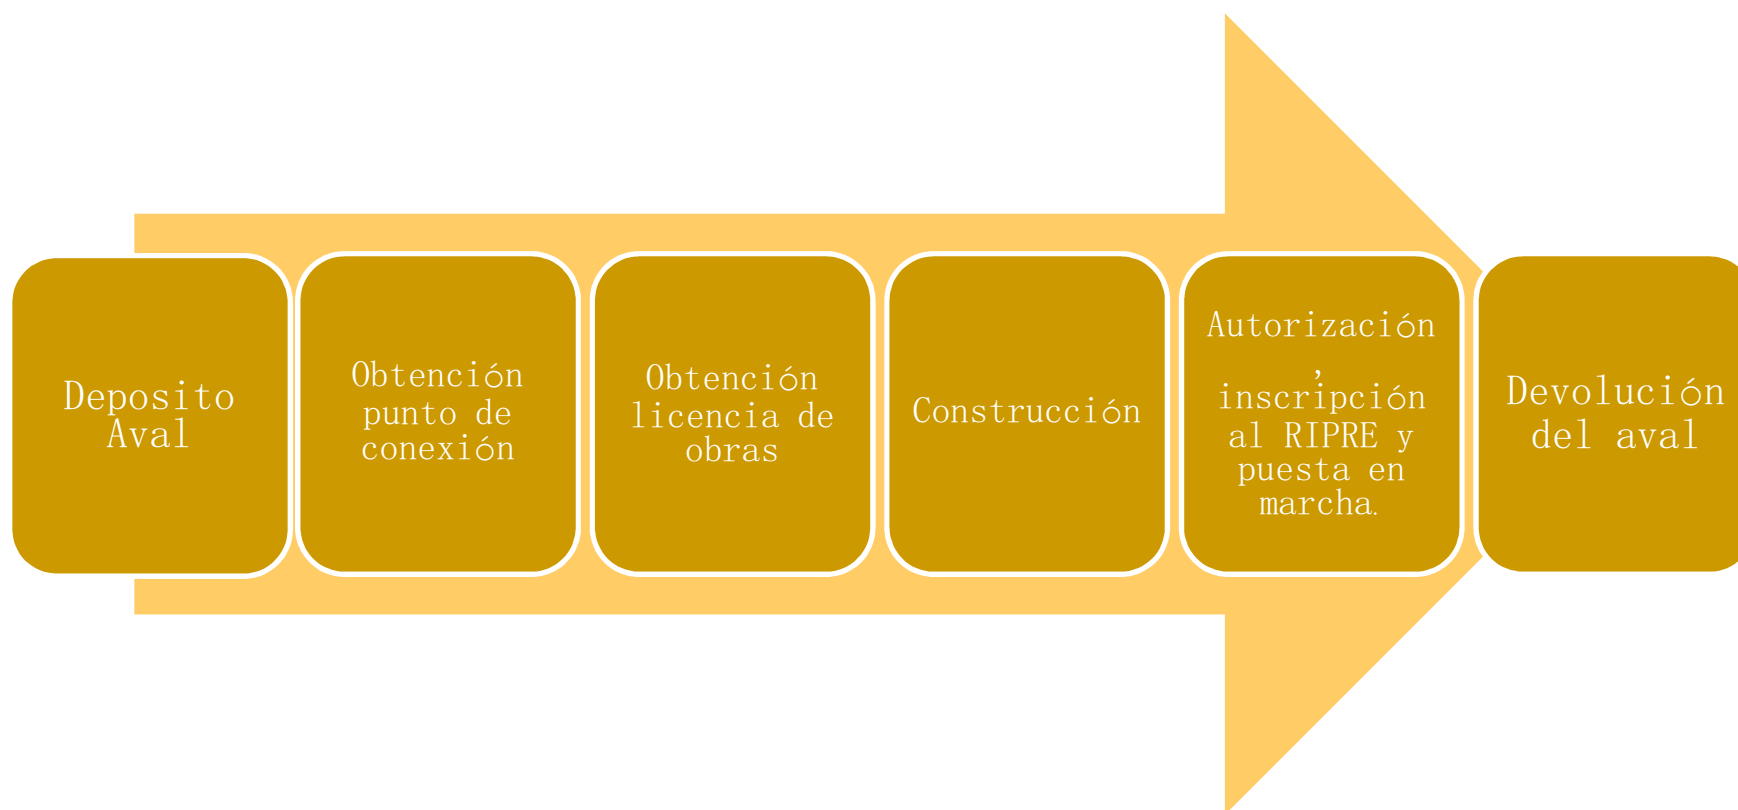 Deposito
Aval
Obtención
punto de
conexión
Obtención
licencia de
obras
Construcción
Autorización
,
inscripción
al RIPRE y
puesta en
marcha.
Devolución
del aval